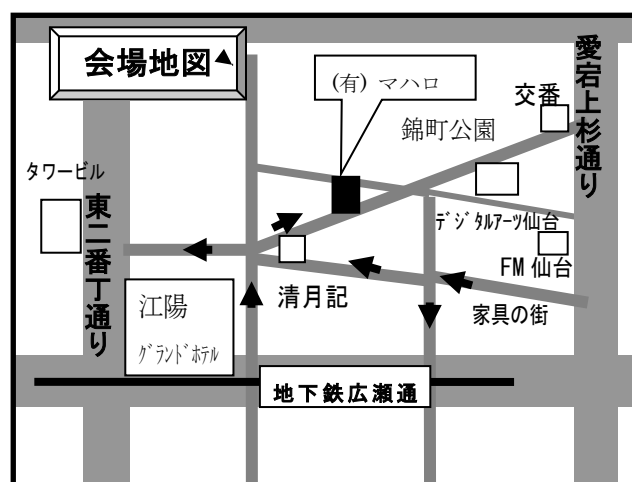 会場地図
(有) マハロ
交番
愛宕上杉通り
錦町公園
タワービル
東二番丁通り
デジタルアーツ仙台
FM 仙台
江陽
グランドホテル
清月記
家具の街
地下鉄広瀬通